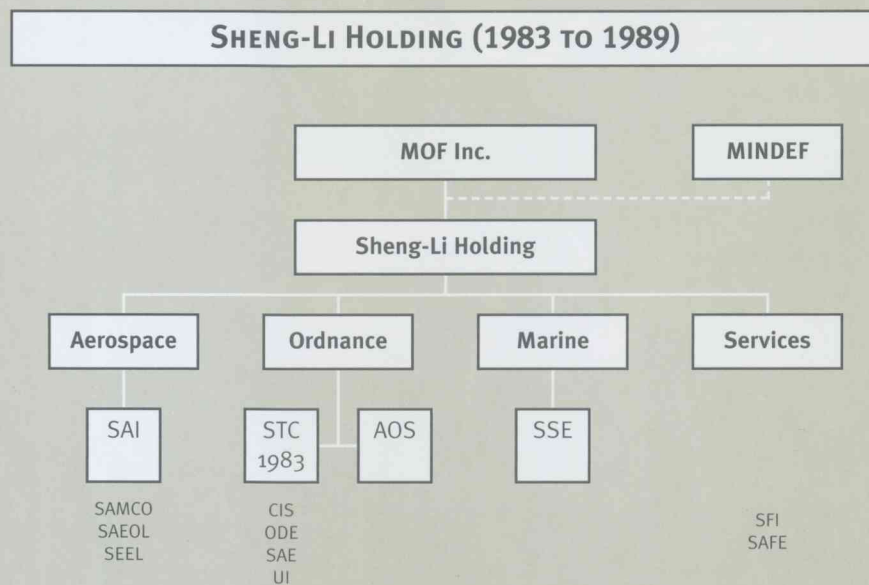 SHENG-LI HOLDING (1983 TO 1989)
MOF Inc.
MINDEF
Sheng-Li Holding
Aerospace
Ordnance
Marine
Services
SAI
STC
1983
AOS
SSE
SAMCO
SAEOL
SEEL
CIS
ODE
SAE
UI
SFI
SAFE